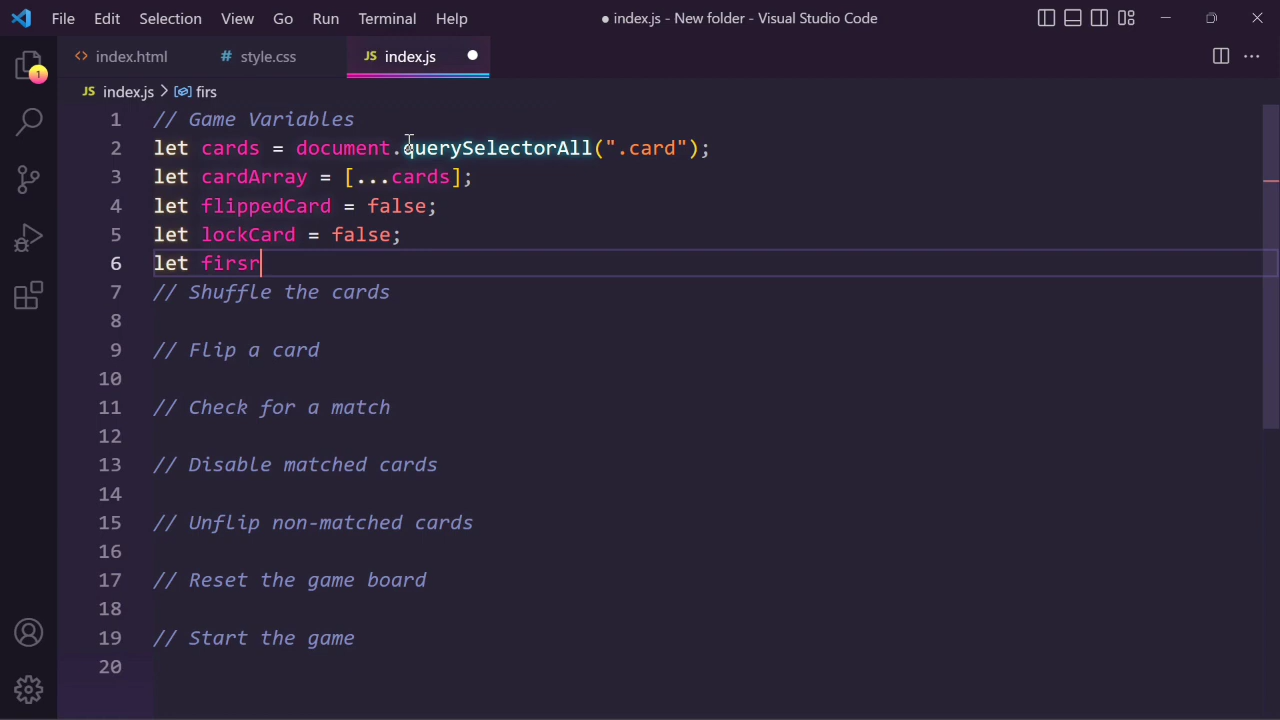 File Edit Selection View Go Run Terminal Help ● index.js - New folder - Visual Studio Code
<> index.html # style.css JS index.js ●
1
JS index.js > firs
1 // Game Variables
2 let cards = document.querySelectorAll(".card");
3 let cardArray = [...cards];
4 let flippedCard = false;
5 let lockCard = false;
6 let firsr
7 // Shuffle the cards
8
9 // Flip a card
10
11 // Check for a match
12
13 // Disable matched cards
14
15 // Unflip non-matched cards
16
17 // Reset the game board
18
19 // Start the game
20